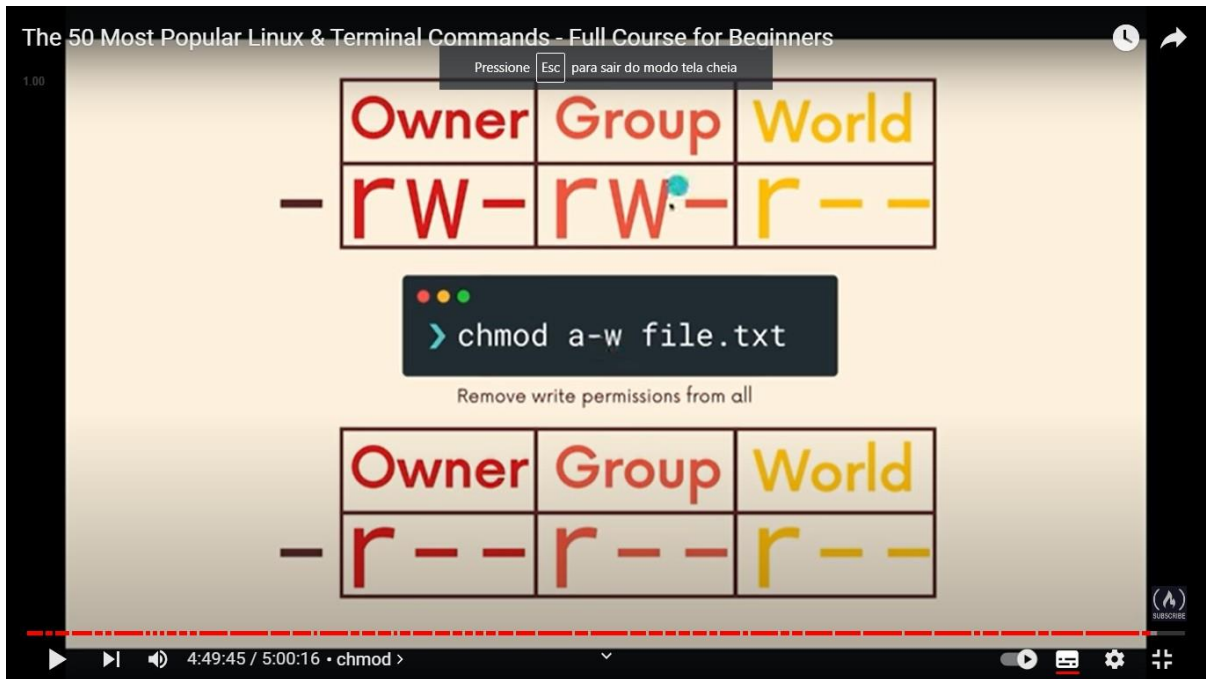 The 50 Most Popular Linux & Terminal Commands - Full Course for Beginners
Pressione Esc para sair do modo tela cheia
1.00
Owner Group World
- rw- rw- r--
❯ chmod a-w file.txt
Remove write permissions from all
Owner Group World
- r-- r-- r--
SUBSCRIBE
4:49:45 / 5:00:16 • chmod >